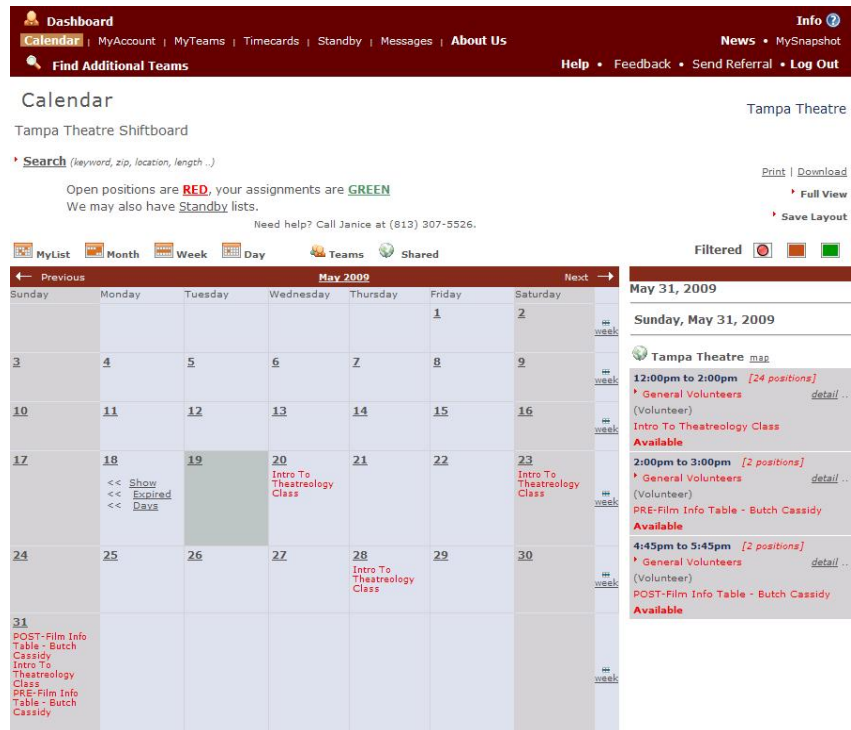 Dashboard Info ?
Calendar | MyAccount | MyTeams | Timecards | Standby | Messages | About Us News • MySnapshot
Find Additional Teams Help • Feedback • Send Referral • Log Out
Calendar
Tampa Theatre
Tampa Theatre Shiftboard
Search (keyword, zip, location, length ..)
Print | Download
Open positions are RED, your assignments are GREEN
Full View
We may also have Standby lists.
Save Layout
Need help? Call Janice at (813) 307-5526.
MyList Month Week Day Teams Shared Filtered
← Previous May 2009 Next →
Sunday Monday Tuesday Wednesday Thursday Friday Saturday
1 2
week
3 4 5 6 7 8 9
week
10 11 12 13 14 15 16
week
17 18 19 20 21 22 23
<< Show
<< Expired
<< Days
Intro To
Theatreology
Class
Intro To
Theatreology
Class
week
24 25 26 27 28 29 30
Intro To
Theatreology
Class
week
31
POST-Film Info
Table - Butch
Cassidy
Intro To
Theatreology
Class
PRE-Film Info
Table - Butch
Cassidy
week
May 31, 2009
Sunday, May 31, 2009
Tampa Theatre map
12:00pm to 2:00pm [24 positions]
General Volunteers detail ..
(Volunteer)
Intro To Theatreology Class
Available
2:00pm to 3:00pm [2 positions]
General Volunteers detail ..
(Volunteer)
PRE-Film Info Table - Butch Cassidy
Available
4:45pm to 5:45pm [2 positions]
General Volunteers detail ..
(Volunteer)
POST-Film Info Table - Butch Cassidy
Available